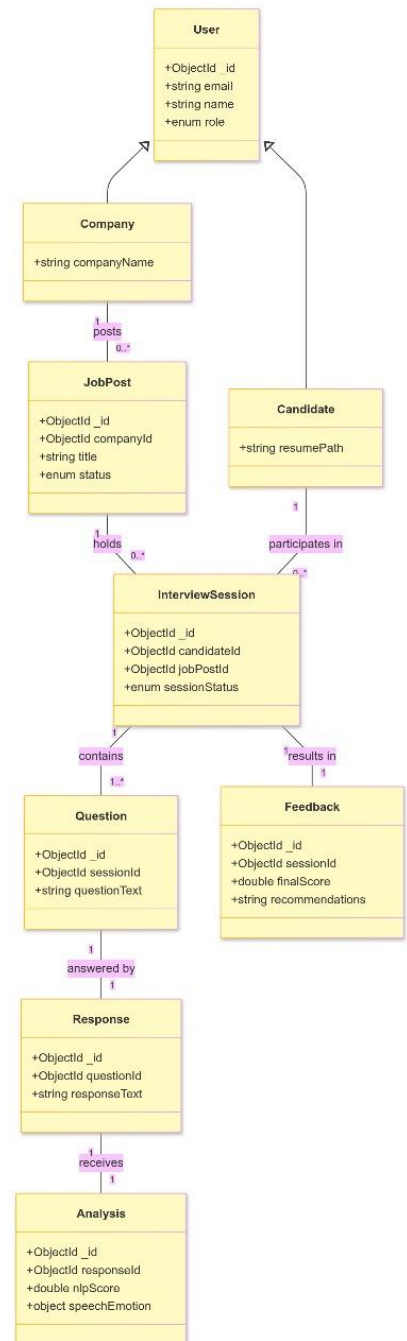 User
+ObjectId _id
+string email
+string name
+enum role
Company
+string companyName
1
posts
0..*
JobPost
+ObjectId _id
+ObjectId companyId
+string title
+enum status
Candidate
+string resumePath
1
holds
0..*
1
participates in
0..*
InterviewSession
+ObjectId _id
+ObjectId candidateId
+ObjectId jobPostId
+enum sessionStatus
1
contains
1..*
1
results in
1
Question
+ObjectId _id
+ObjectId sessionId
+string questionText
Feedback
+ObjectId _id
+ObjectId sessionId
+double finalScore
+string recommendations
1
answered by
1
Response
+ObjectId _id
+ObjectId questionId
+string responseText
1
receives
1
Analysis
+ObjectId _id
+ObjectId responseId
+double nlpScore
+object speechEmotion